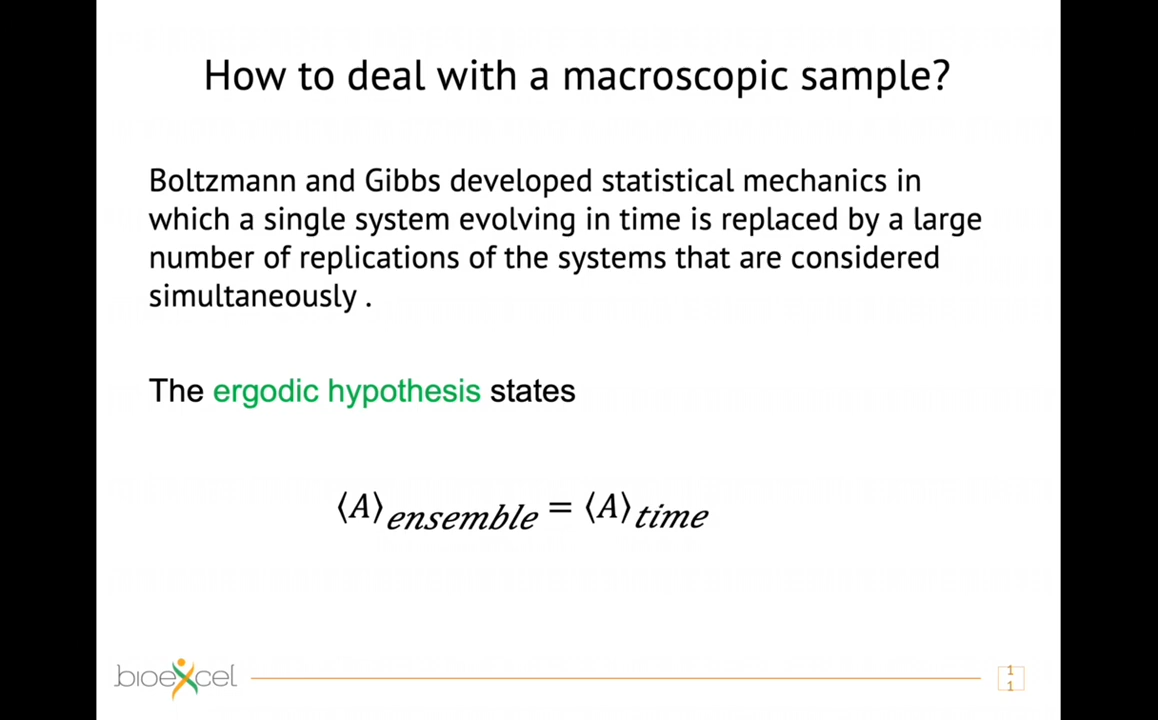 How to deal with a macroscopic sample?
Boltzmann and Gibbs developed statistical mechanics in
which a single system evolving in time is replaced by a large
number of replications of the systems that are considered
simultaneously .
The ergodic hypothesis states
⟨A⟩ensemble = ⟨A⟩time
bioexcel
1
1